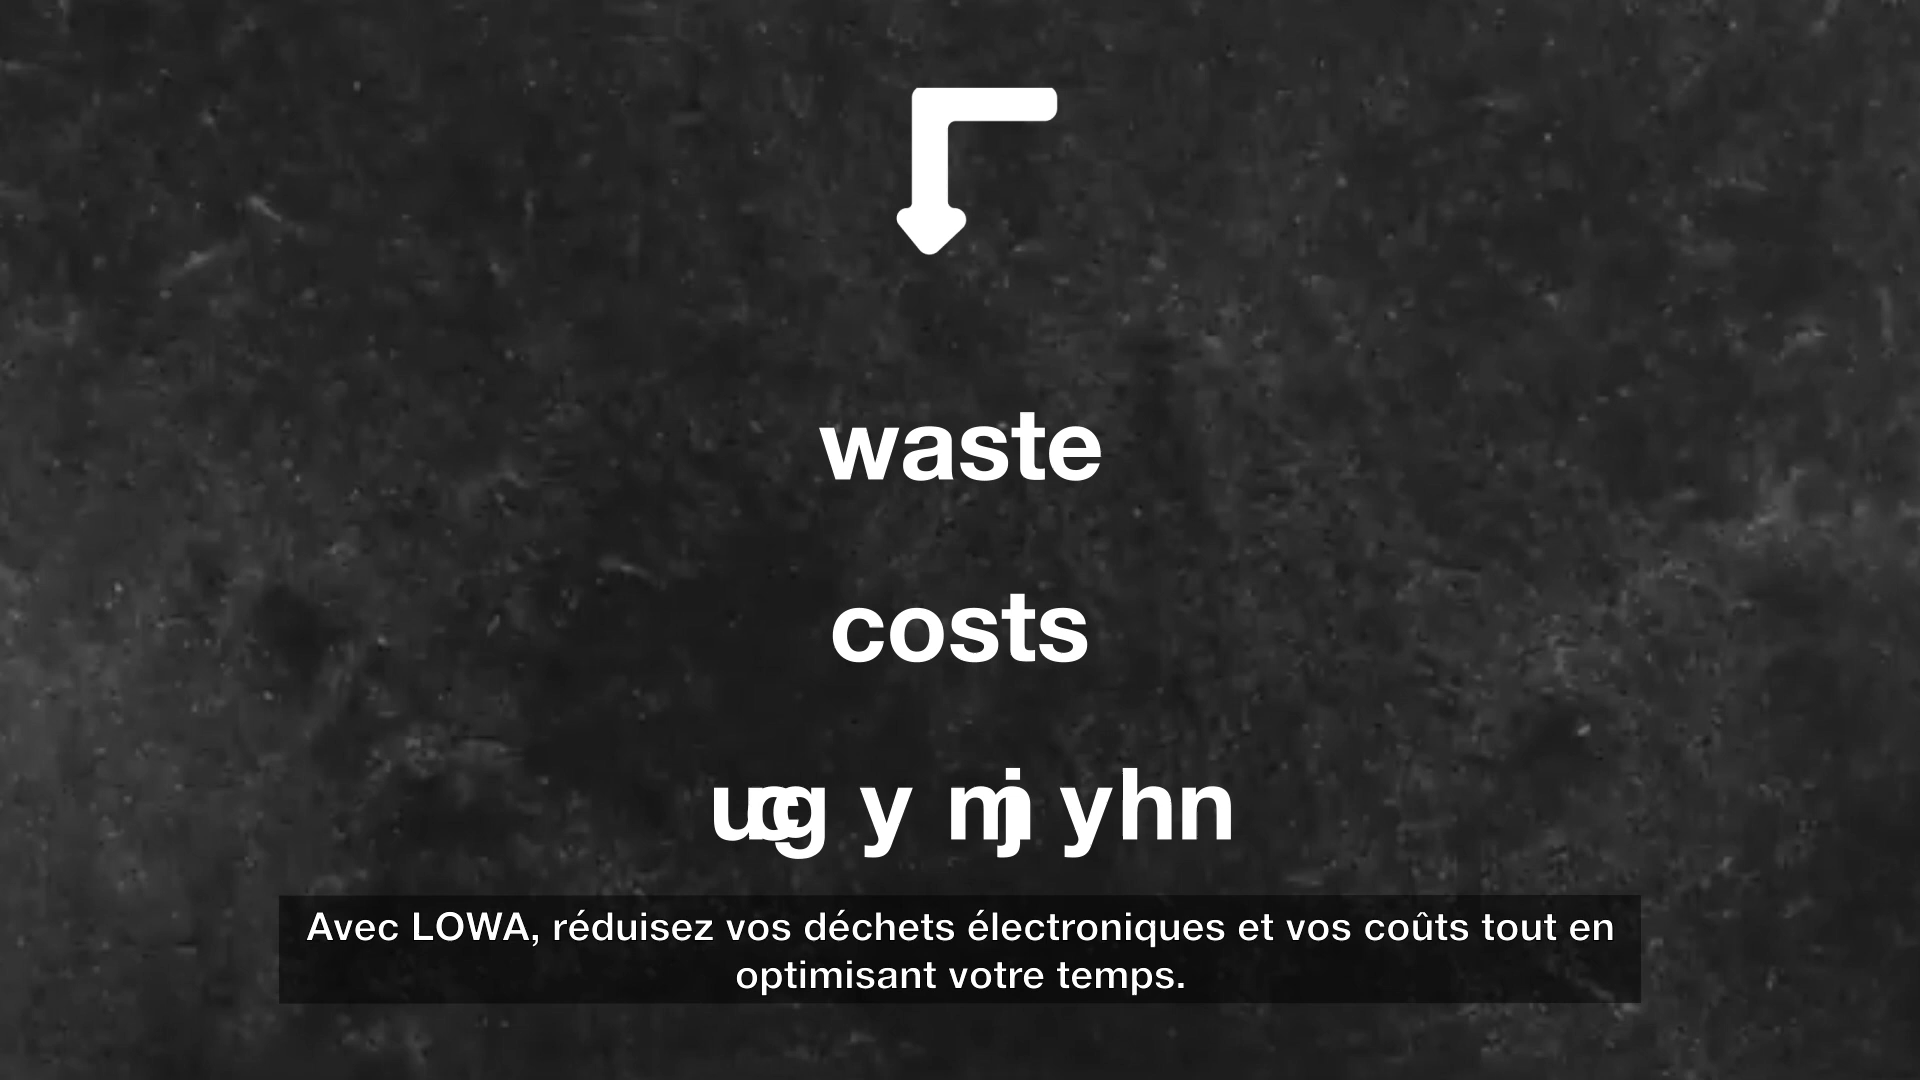 waste
costs
Avec LOWA, réduisez vos déchets électroniques et vos coûts tout en
optimisant votre temps.